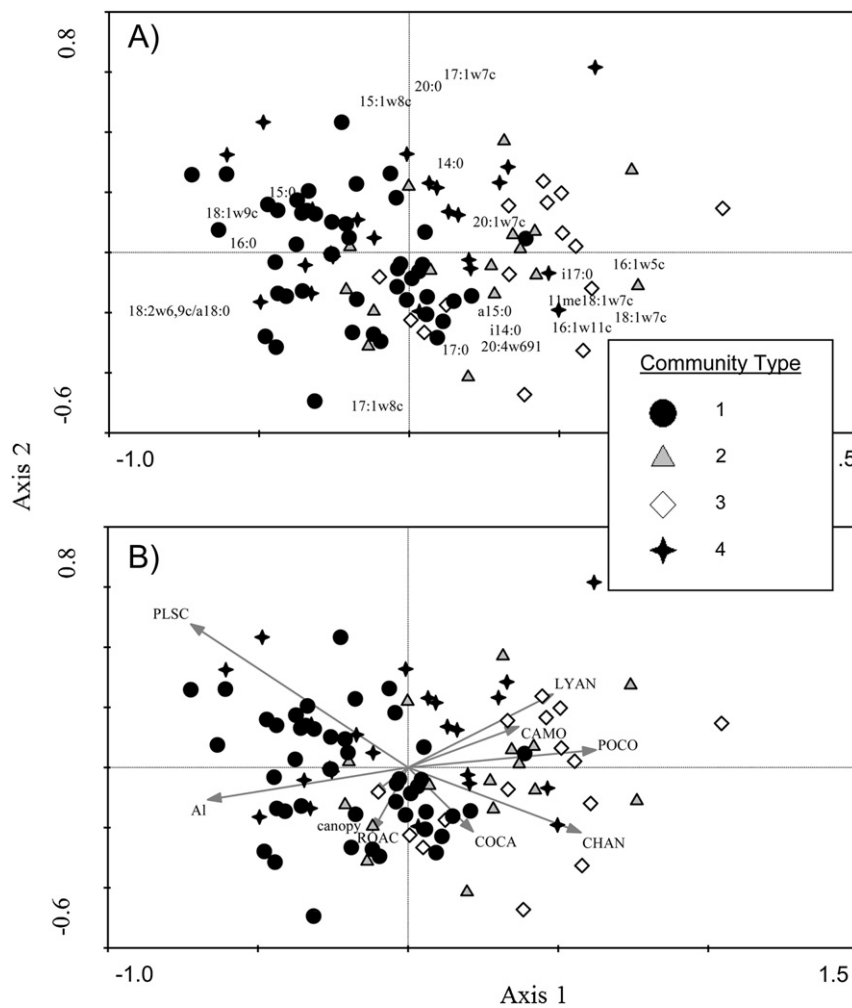 A)
0.8
17:1w7c
20:0
15:1w8c
14:0
15:0
18:1w9c
20:1w7c
16:0
16:1w5c
i17:0
11me18:1w7c
18:2w6,9c/a18:0
a15:0
18:1w7c
i14:0
16:1w11c
17:0
20:4w691
17:1w8c
-0.6
-1.0
.5
Community Type
1
2
3
4
Axis 2
B)
0.8
PLSC
LYAN
CAMO
POCO
Al
canopy
ROAC
COCA
CHAN
-0.6
-1.0
Axis 1
1.5